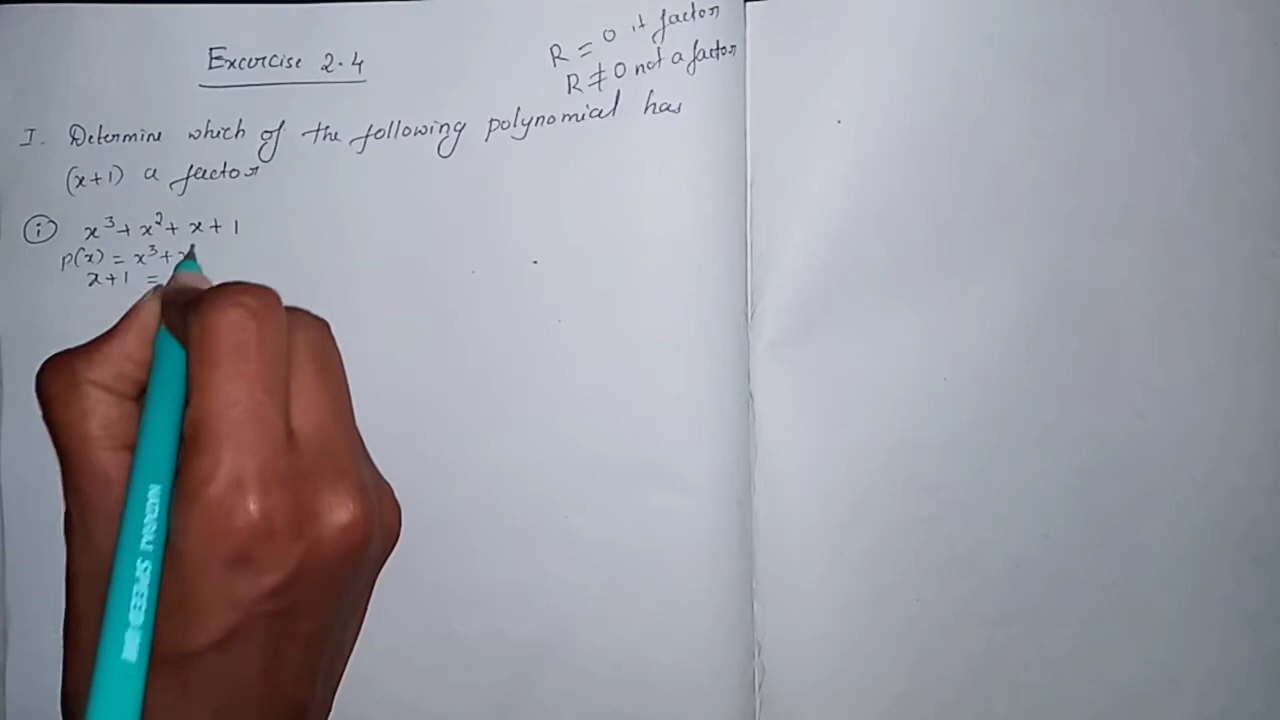 Excercise 2.4
R = 0 it factor
R ≠ 0 not a factor
I. Determine which of the following polynomial has
(x+1) a factor
(i) x³ + x² + x + 1
p(x) = x³ + x
x+1 =